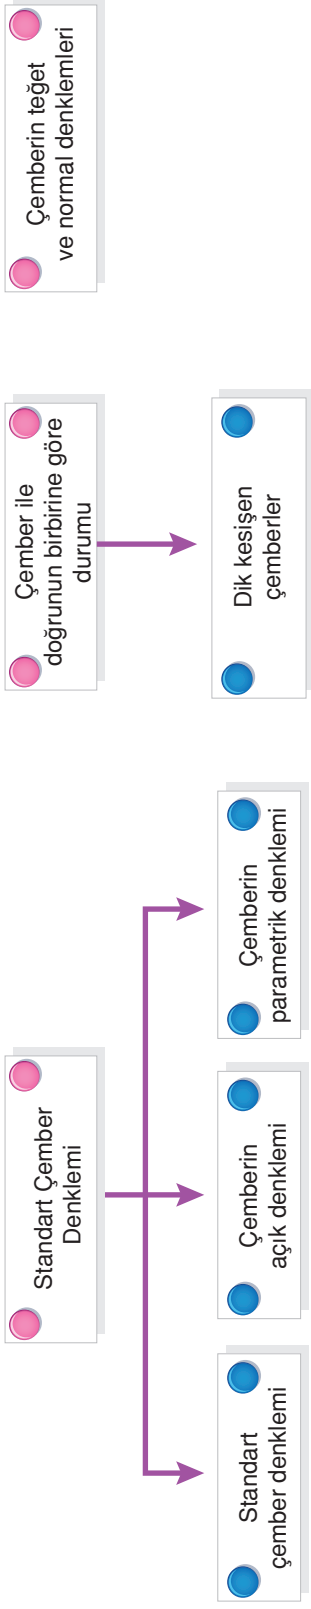 Standart Çember
Denklemi
Çember ile
doğrunun birbirine göre
durumu
Çemberin teğet
ve normal denklemleri
Standart
çember denklemi
Çemberin
açık denklemi
Çemberin
parametrik denklemi
Dik kesişen
çemberler